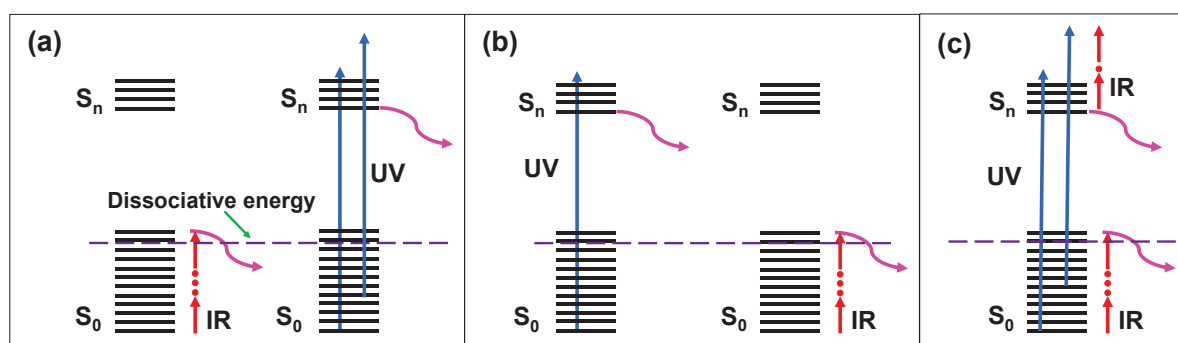 (a)
S_n
S_n
UV
Dissociative energy
S_0
IR
S_0
(b)
S_n
S_n
UV
S_0
S_0
IR
(c)
IR
S_n
UV
S_0
IR